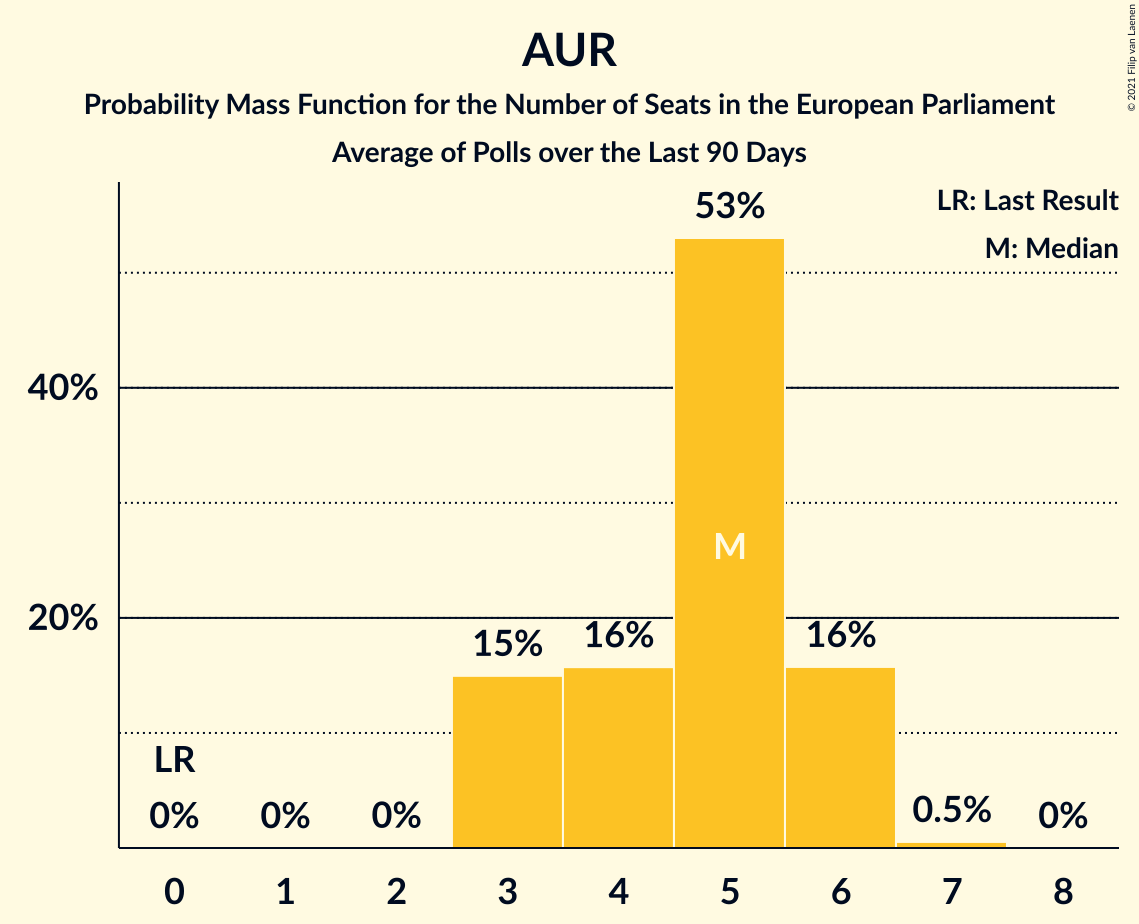 AUR
Probability Mass Function for the Number of Seats in the European Parliament
Average of Polls over the Last 90 Days
© 2021 Filip van Laenen
LR: Last Result
M: Median
53%
40%
M
20%
15%
16%
16%
LR
0%
0%
0%
0.5%
0%
0 1 2 3 4 5 6 7 8